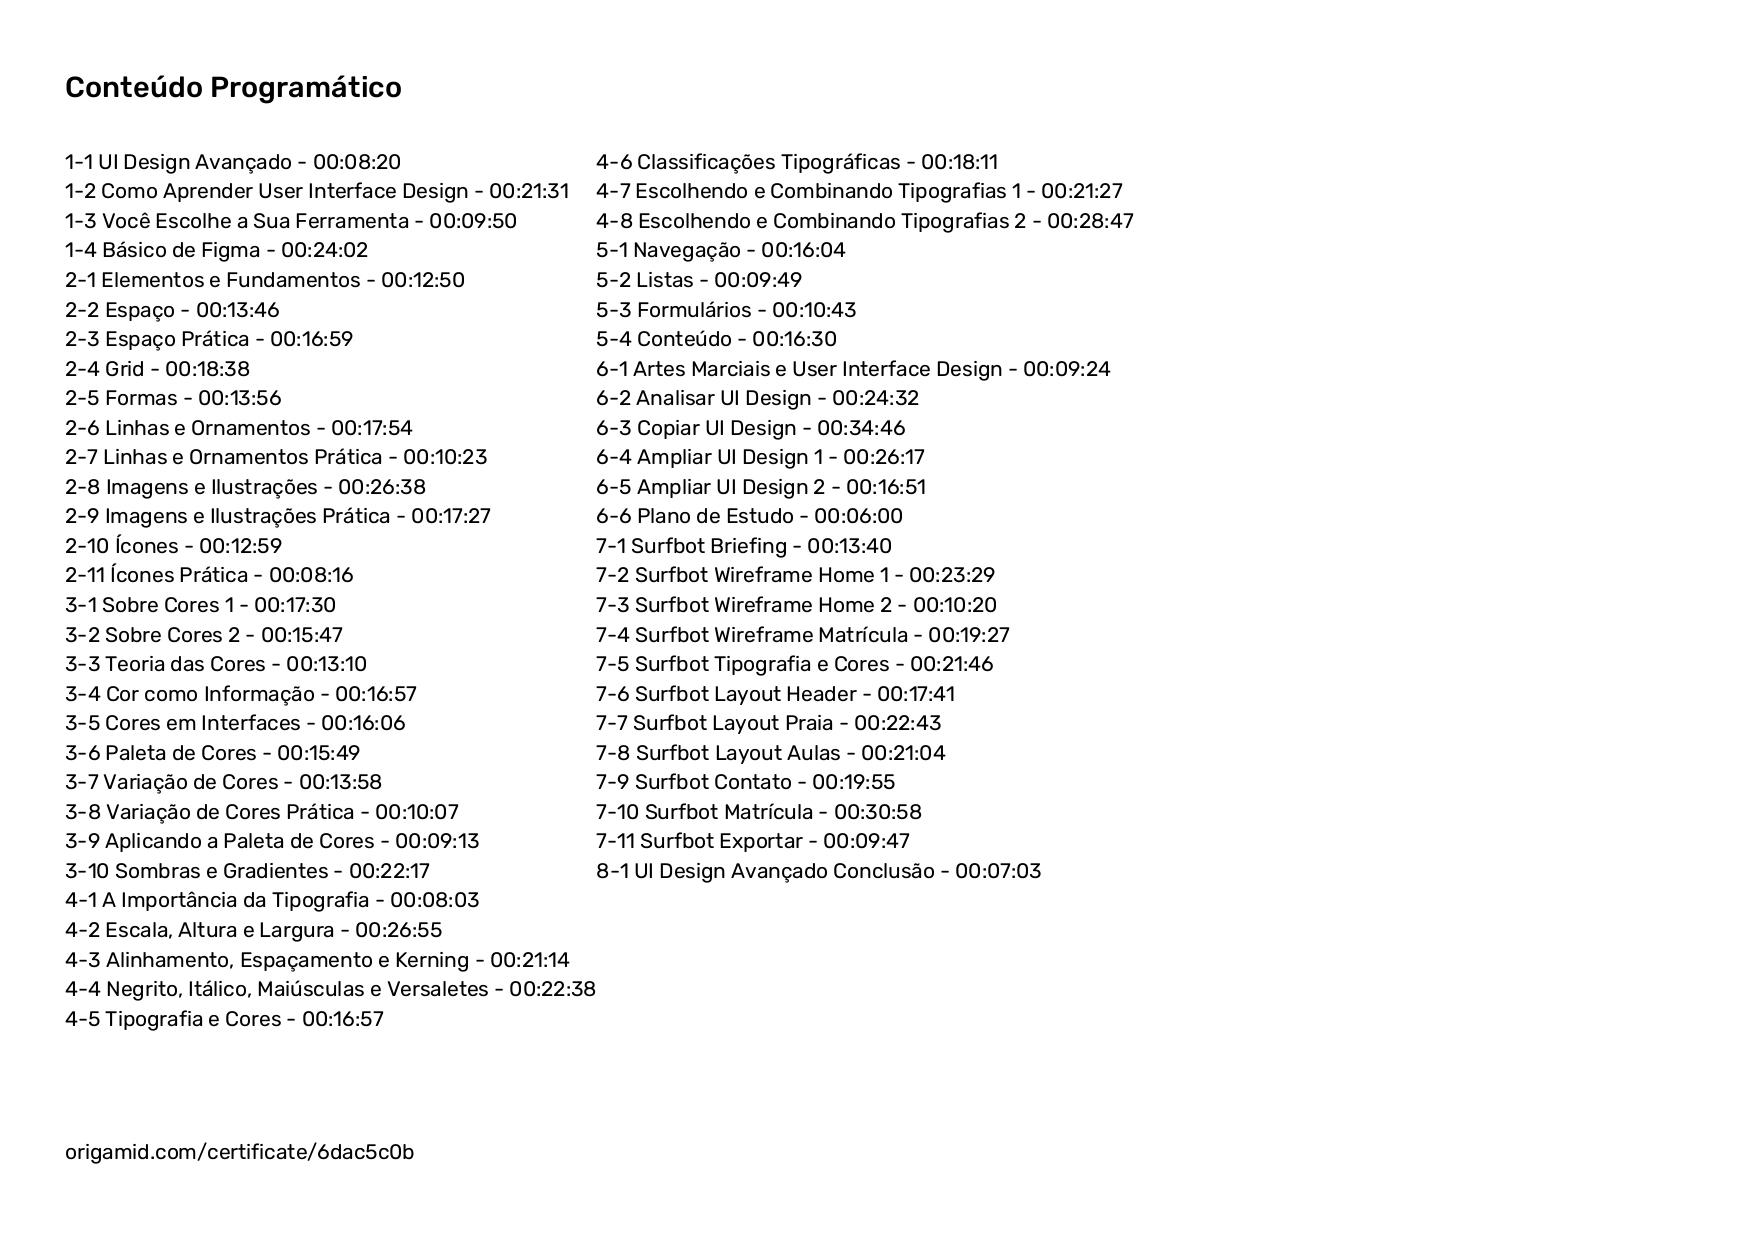 Conteúdo Programático
1-1 UI Design Avançado - 00:08:20
1-2 Como Aprender User Interface Design - 00:21:31
1-3 Você Escolhe a Sua Ferramenta - 00:09:50
1-4 Básico de Figma - 00:24:02
2-1 Elementos e Fundamentos - 00:12:50
2-2 Espaço - 00:13:46
2-3 Espaço Prática - 00:16:59
2-4 Grid - 00:18:38
2-5 Formas - 00:13:56
2-6 Linhas e Ornamentos - 00:17:54
2-7 Linhas e Ornamentos Prática - 00:10:23
2-8 Imagens e Ilustrações - 00:26:38
2-9 Imagens e Ilustrações Prática - 00:17:27
2-10 Ícones - 00:12:59
2-11 Ícones Prática - 00:08:16
3-1 Sobre Cores 1 - 00:17:30
3-2 Sobre Cores 2 - 00:15:47
3-3 Teoria das Cores - 00:13:10
3-4 Cor como Informação - 00:16:57
3-5 Cores em Interfaces - 00:16:06
3-6 Paleta de Cores - 00:15:49
3-7 Variação de Cores - 00:13:58
3-8 Variação de Cores Prática - 00:10:07
3-9 Aplicando a Paleta de Cores - 00:09:13
3-10 Sombras e Gradientes - 00:22:17
4-1 A Importância da Tipografia - 00:08:03
4-2 Escala, Altura e Largura - 00:26:55
4-3 Alinhamento, Espaçamento e Kerning - 00:21:14
4-4 Negrito, Itálico, Maiúsculas e Versaletes - 00:22:38
4-5 Tipografia e Cores - 00:16:57
4-6 Classificações Tipográficas - 00:18:11
4-7 Escolhendo e Combinando Tipografias 1 - 00:21:27
4-8 Escolhendo e Combinando Tipografias 2 - 00:28:47
5-1 Navegação - 00:16:04
5-2 Listas - 00:09:49
5-3 Formulários - 00:10:43
5-4 Conteúdo - 00:16:30
6-1 Artes Marciais e User Interface Design - 00:09:24
6-2 Analisar UI Design - 00:24:32
6-3 Copiar UI Design - 00:34:46
6-4 Ampliar UI Design 1 - 00:26:17
6-5 Ampliar UI Design 2 - 00:16:51
6-6 Plano de Estudo - 00:06:00
7-1 Surfbot Briefing - 00:13:40
7-2 Surfbot Wireframe Home 1 - 00:23:29
7-3 Surfbot Wireframe Home 2 - 00:10:20
7-4 Surfbot Wireframe Matrícula - 00:19:27
7-5 Surfbot Tipografia e Cores - 00:21:46
7-6 Surfbot Layout Header - 00:17:41
7-7 Surfbot Layout Praia - 00:22:43
7-8 Surfbot Layout Aulas - 00:21:04
7-9 Surfbot Contato - 00:19:55
7-10 Surfbot Matrícula - 00:30:58
7-11 Surfbot Exportar - 00:09:47
8-1 UI Design Avançado Conclusão - 00:07:03
origamid.com/certificate/6dac5c0b